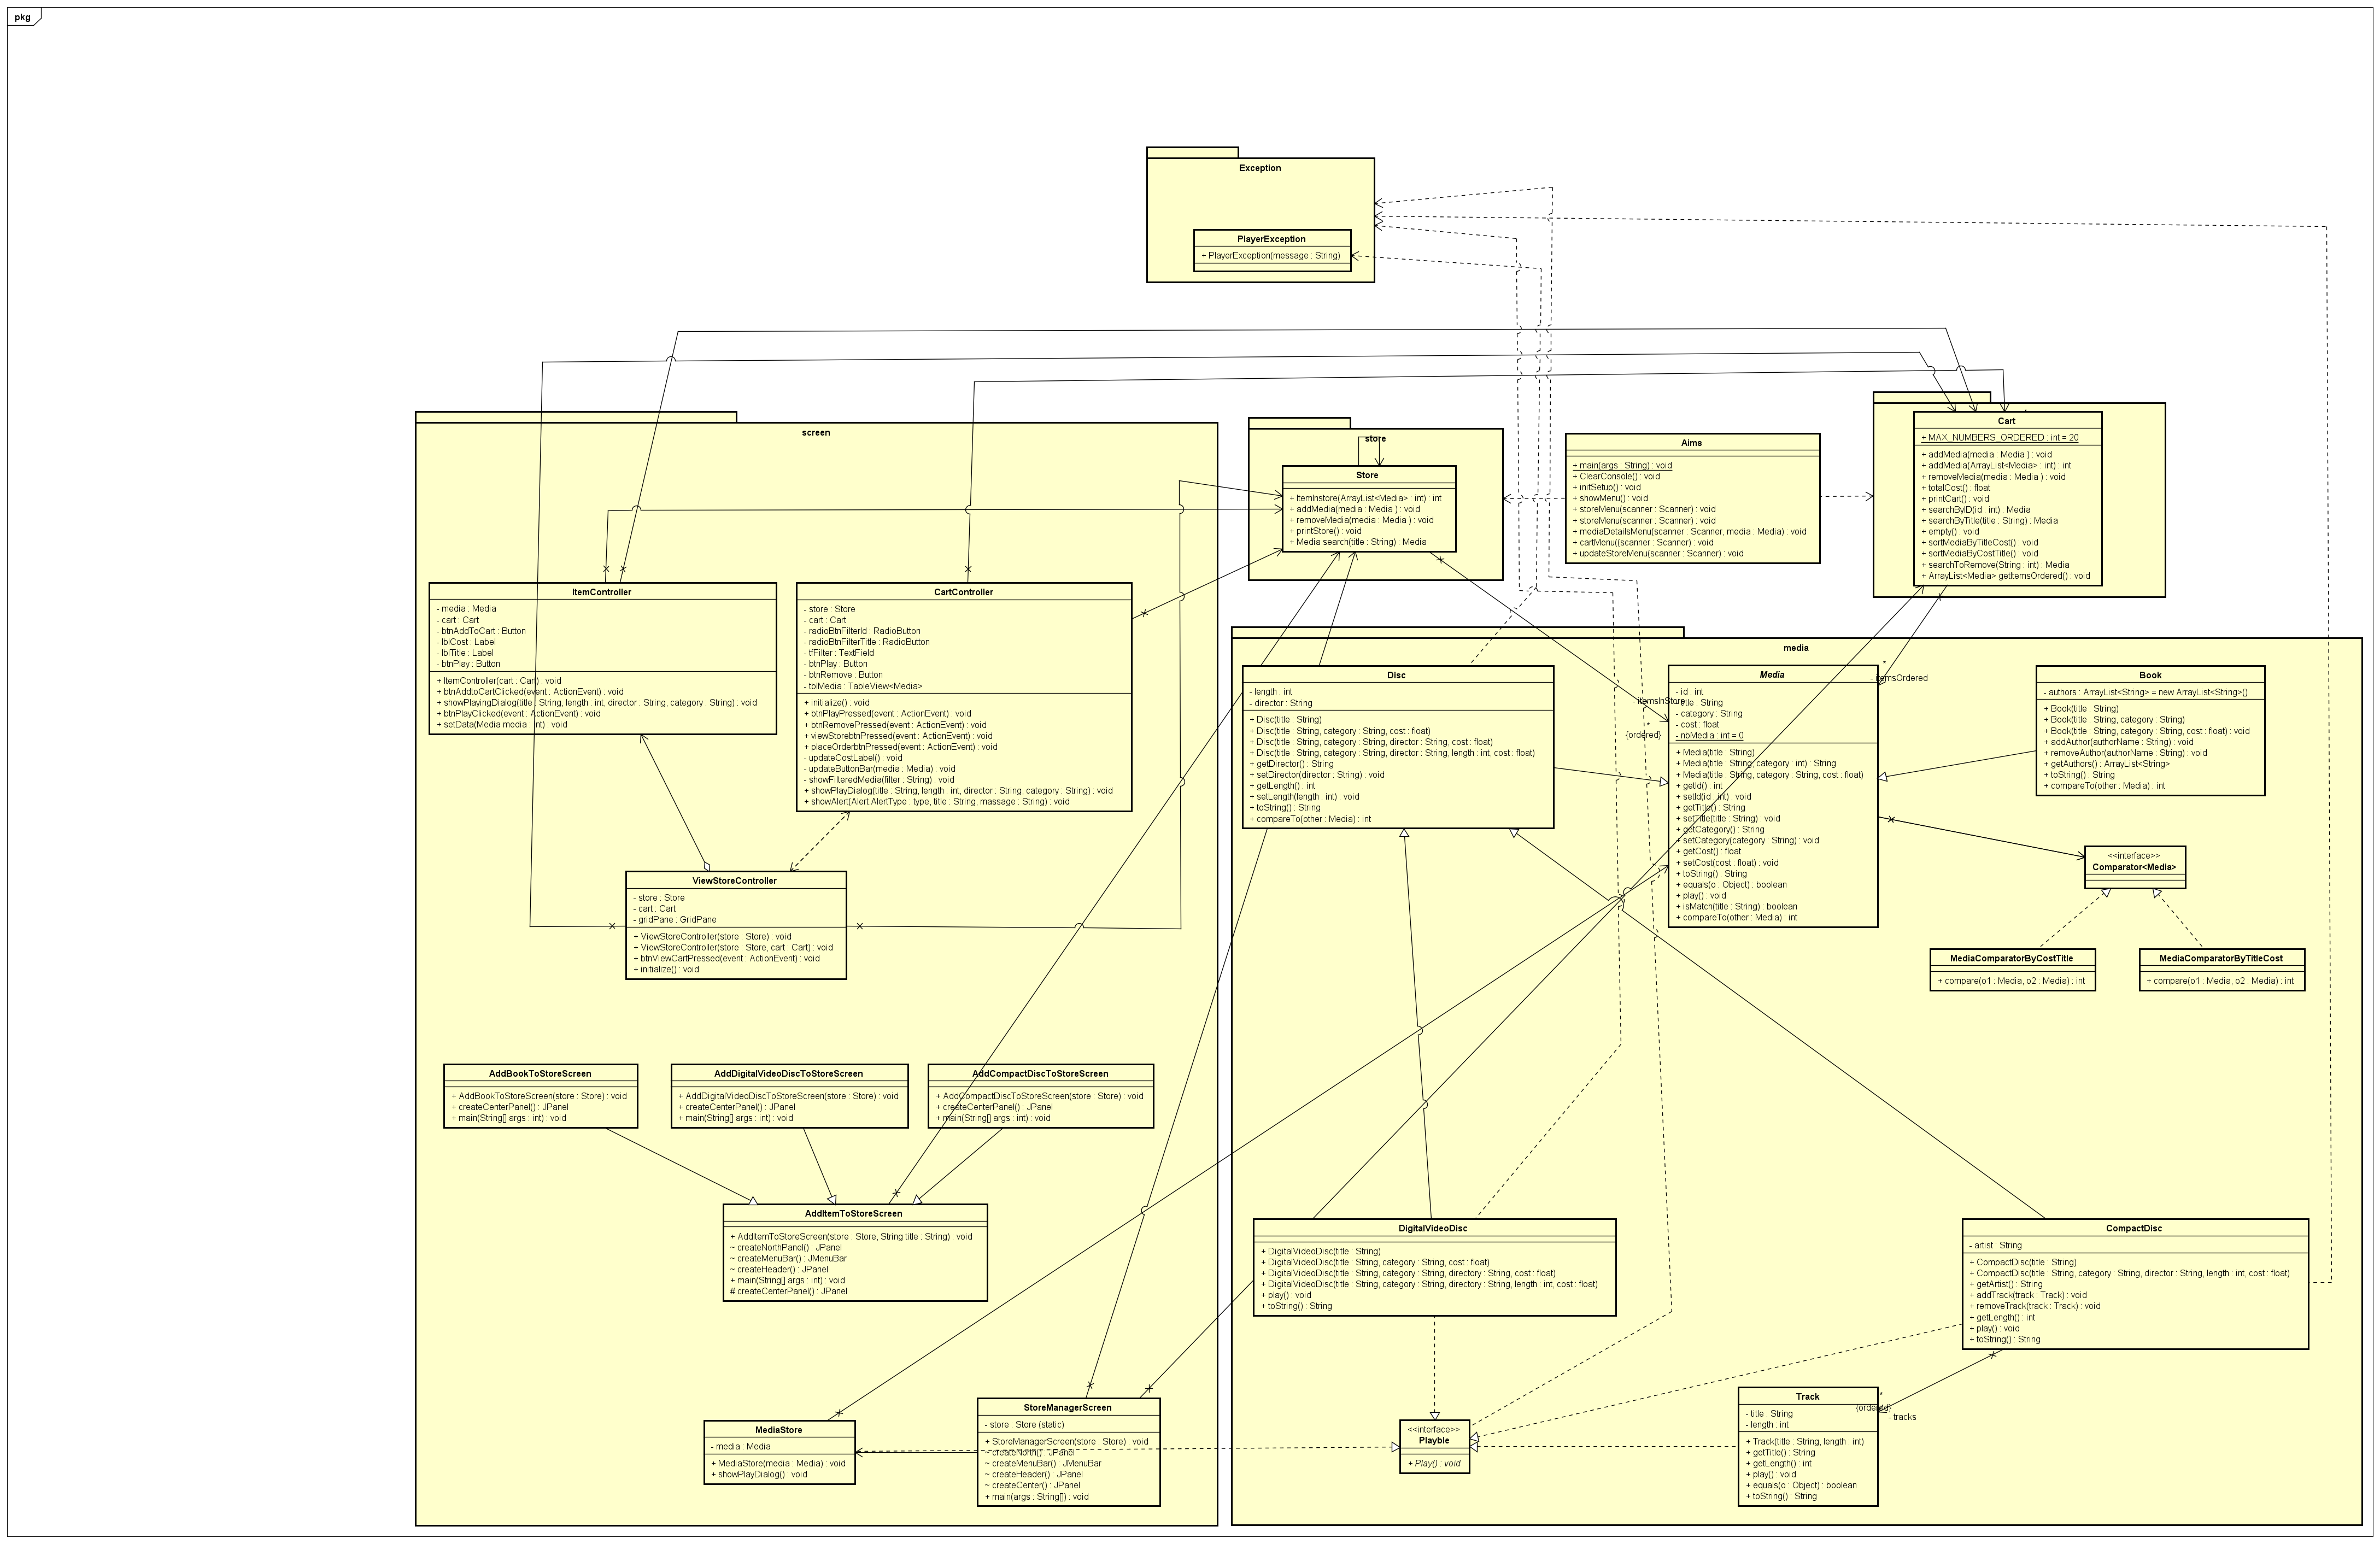 pkg
Exception
PlayerException
+ PlayerException(message : String)
screen
ItemController
- media : Media
- cart : Cart
- btnAddToCart : Button
- lblCost : Label
- lblTitle : Label
- btnPlay : Button
+ ItemController(cart : Cart) : void
+ btnAddtoCartClicked(event : ActionEvent) : void
+ showPlayingDialog(title : String, length : int, director : String, category : String) : void
+ btnPlayClicked(event : ActionEvent) : void
+ setData(Media media : int) : void
CartController
- store : Store
- cart : Cart
- radioBtnFilterId : RadioButton
- radioBtnFilterTitle : RadioButton
- tfFilter : TextField
- btnPlay : Button
- btnRemove : Button
- tblMedia : TableView<Media>
+ initialize() : void
+ btnPlayPressed(event : ActionEvent) : void
+ btnRemovePressed(event : ActionEvent) : void
+ viewStorebtnPressed(event : ActionEvent) : void
+ placeOrderbtnPressed(event : ActionEvent) : void
- updateCostLabel() : void
- updateButtonBar(media : Media) : void
- showFilteredMedia(filter : String) : void
+ showPlayDialog(title : String, length : int, director : String, category : String) : void
+ showAlert(Alert.AlertType : type, title : String, massage : String) : void
ViewStoreController
- store : Store
- cart : Cart
- gridPane : GridPane
+ ViewStoreController(store : Store) : void
+ ViewStoreController(store : Store, cart : Cart) : void
+ btnViewCartPressed(event : ActionEvent) : void
+ initialize() : void
AddBookToStoreScreen
+ AddBookToStoreScreen(store : Store) : void
+ createCenterPanel() : JPanel
+ main(String[] args : int) : void
AddDigitalVideoDiscToStoreScreen
+ AddDigitalVideoDiscToStoreScreen(store : Store) : void
+ createCenterPanel() : JPanel
+ main(String[] args : int) : void
AddCompactDiscToStoreScreen
+ AddCompactDiscToStoreScreen(store : Store) : void
+ createCenterPanel() : JPanel
+ main(String[] args : int) : void
AddItemToStoreScreen
+ AddItemToStoreScreen(store : Store, String title : String) : void
~ createNorthPanel() : JPanel
~ createMenuBar() : JMenuBar
~ createHeader() : JPanel
+ main(String[] args : int) : void
# createCenterPanel() : JPanel
MediaStore
- media : Media
+ MediaStore(media : Media) : void
+ showPlayDialog() : void
StoreManagerScreen
- store : Store (static)
+ StoreManagerScreen(store : Store) : void
~ createNorth() : JPanel
~ createMenuBar() : JMenuBar
~ createHeader() : JPanel
~ createCenter() : JPanel
+ main(args : String[]) : void
store
Store
+ ItemInstore(ArrayList<Media> : int) : int
+ addMedia(media : Media ) : void
+ removeMedia(media : Media ) : void
+ printStore() : void
+ Media search(title : String) : Media
Aims
+ main(args : String) : void
+ ClearConsole() : void
+ initSetup() : void
+ showMenu() : void
+ storeMenu(scanner : Scanner) : void
+ storeMenu(scanner : Scanner) : void
+ mediaDetailsMenu(scanner : Scanner, media : Media) : void
+ cartMenu((scanner : Scanner) : void
+ updateStoreMenu(scanner : Scanner) : void
Cart
+ MAX_NUMBERS_ORDERED : int = 20
+ addMedia(media : Media ) : void
+ addMedia(ArrayList<Media> : int) : int
+ removeMedia(media : Media ) : void
+ totalCost() : float
+ printCart() : void
+ searchByID(id : int) : Media
+ searchByTitle(title : String) : Media
+ empty() : void
+ sortMediaByTitleCost() : void
+ sortMediaByCostTitle() : void
+ searchToRemove(String : int) : Media
+ ArrayList<Media> getItemsOrdered() : void
media
Disc
- length : int
- director : String
+ Disc(title : String)
+ Disc(title : String, category : String, cost : float)
+ Disc(title : String, category : String, director : String, cost : float)
+ Disc(title : String, category : String, director : String, length : int, cost : float)
+ getDirector() : String
+ setDirector(director : String) : void
+ getLength() : int
+ setLength(length : int) : void
+ toString() : String
+ compareTo(other : Media) : int
- itemsInStore
*
{ordered}
Media
- id : int
- title : String
- category : String
- cost : float
- nbMedia : int = 0
+ Media(title : String)
+ Media(title : String, category : int) : String
+ Media(title : String, category : String, cost : float)
+ getId() : int
+ setId(id : int) : void
+ getTitle() : String
+ setTitle(title : String) : void
+ getCategory() : String
+ setCategory(category : String) : void
+ getCost() : float
+ setCost(cost : float) : void
+ toString() : String
+ equals(o : Object) : boolean
+ play() : void
+ isMatch(title : String) : boolean
+ compareTo(other : Media) : int
*
- itemsOrdered
Book
- authors : ArrayList<String> = new ArrayList<String>()
+ Book(title : String)
+ Book(title : String, category : String)
+ Book(title : String, category : String, cost : float) : void
+ addAuthor(authorName : String) : void
+ removeAuthor(authorName : String) : void
+ getAuthors() : ArrayList<String>
+ toString() : String
+ compareTo(other : Media) : int
<<interface>>
Comparator<Media>
MediaComparatorByCostTitle
+ compare(o1 : Media, o2 : Media) : int
MediaComparatorByTitleCost
+ compare(o1 : Media, o2 : Media) : int
DigitalVideoDisc
+ DigitalVideoDisc(title : String)
+ DigitalVideoDisc(title : String, category : String, cost : float)
+ DigitalVideoDisc(title : String, category : String, directory : String, cost : float)
+ DigitalVideoDisc(title : String, category : String, directory : String, length : int, cost : float)
+ play() : void
+ toString() : String
CompactDisc
- artist : String
+ CompactDisc(title : String)
+ CompactDisc(title : String, category : String, director : String, length : int, cost : float)
+ getArtist() : String
+ addTrack(track : Track) : void
+ removeTrack(track : Track) : void
+ getLength() : int
+ play() : void
+ toString() : String
<<interface>>
Playble
+ Play() : void
Track
- title : String
- length : int
+ Track(title : String, length : int)
+ getTitle() : String
+ getLength() : int
+ play() : void
+ equals(o : Object) : boolean
+ toString() : String
*
{ordered}
- tracks